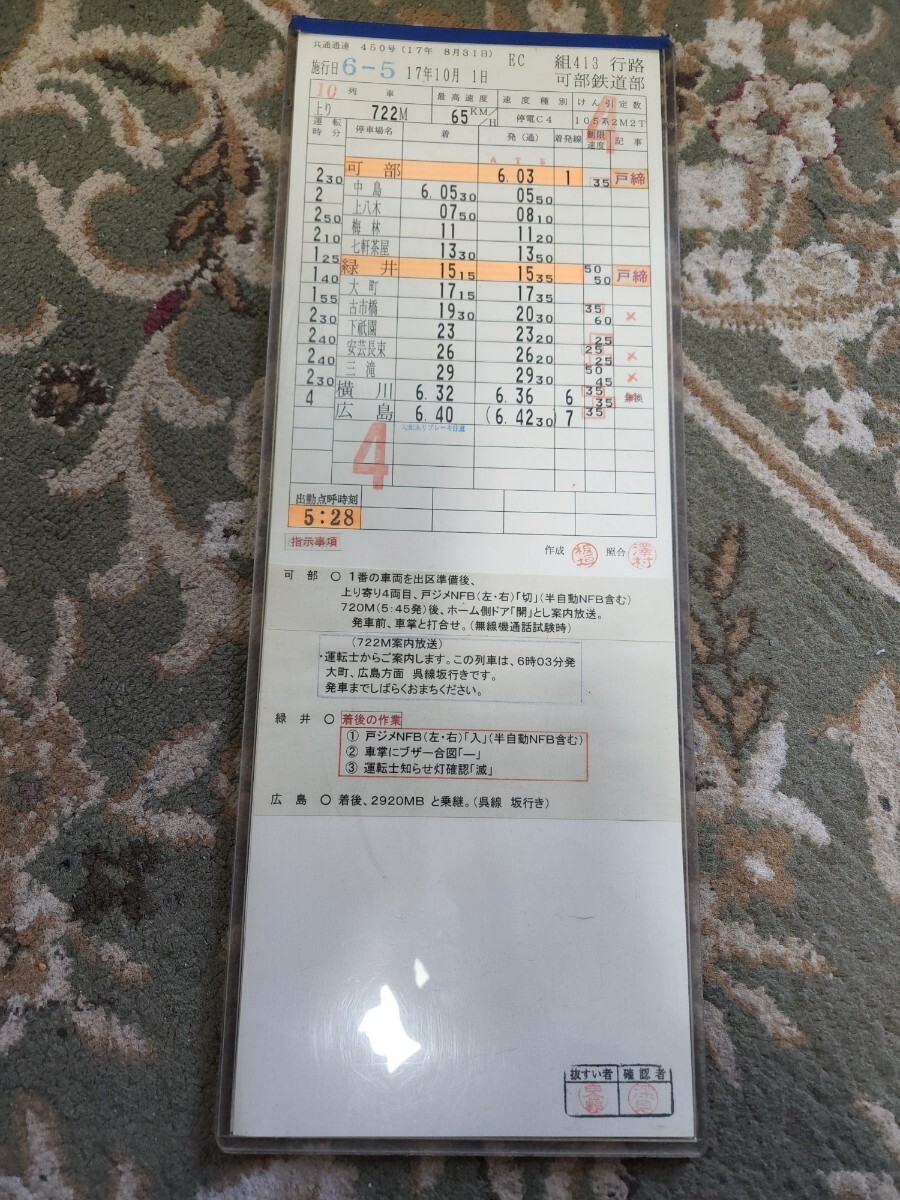 共通通達 450号(17年 8月31日) EC 組413 行路
施行日 6-5 17年10月 1日 可部鉄道部
10 列車 最高速度 速度種別 けん引定数
上り 722M 65KM/H 停電C4 105系2M2T
運転時分 停車場名 着 発(通) 着発線 制限速度 記事
ATS
可部 6.03 1 35 戸締
2 30 中島 6.05 30 05 50
2 上八木 07 50 08 10
2 50 梅林 11 11 20
2 10 七軒茶屋 13 30 13 50
1 25 緑井 15 15 15 35 50 50 戸締
1 40 大町 17 15 17 35
1 55 古市橋 19 30 20 30 35 60 ×
2 30 下祇園 23 23 20 25
2 40 安芸長東 26 26 20 25 25 ×
2 40 三滝 29 29 30 50 45 ×
2 30 横川 6.32 6.36 6 35 35
4 広島 6.40 (6.42 30) 7 35
4
4
出勤点呼時刻
5:28
指示事項 作成 照合 澤村
可部 ○ 1番の車両を出区準備後、
上り寄り4両目、戸ジメNFB(左・右)「切」(半自動NFB含む)
720M(5:45発)後、ホーム側ドア「開」とし案内放送。
発車前、車掌と打合せ。(無線機通話試験時)
(722M案内放送)
・運転士からご案内します。この列車は、6時03分発
大町、広島方面 呉線坂行きです。
発車までしばらくおまちください。
緑井 ○ 着後の作業
① 戸ジメNFB(左・右)「入」(半自動NFB含む)
② 車掌にブザー合図「―」
③ 運転士知らせ灯確認「滅」
広島 ○ 着後、2920MB と乗継。(呉線 坂行き)
抜すい者 確認者